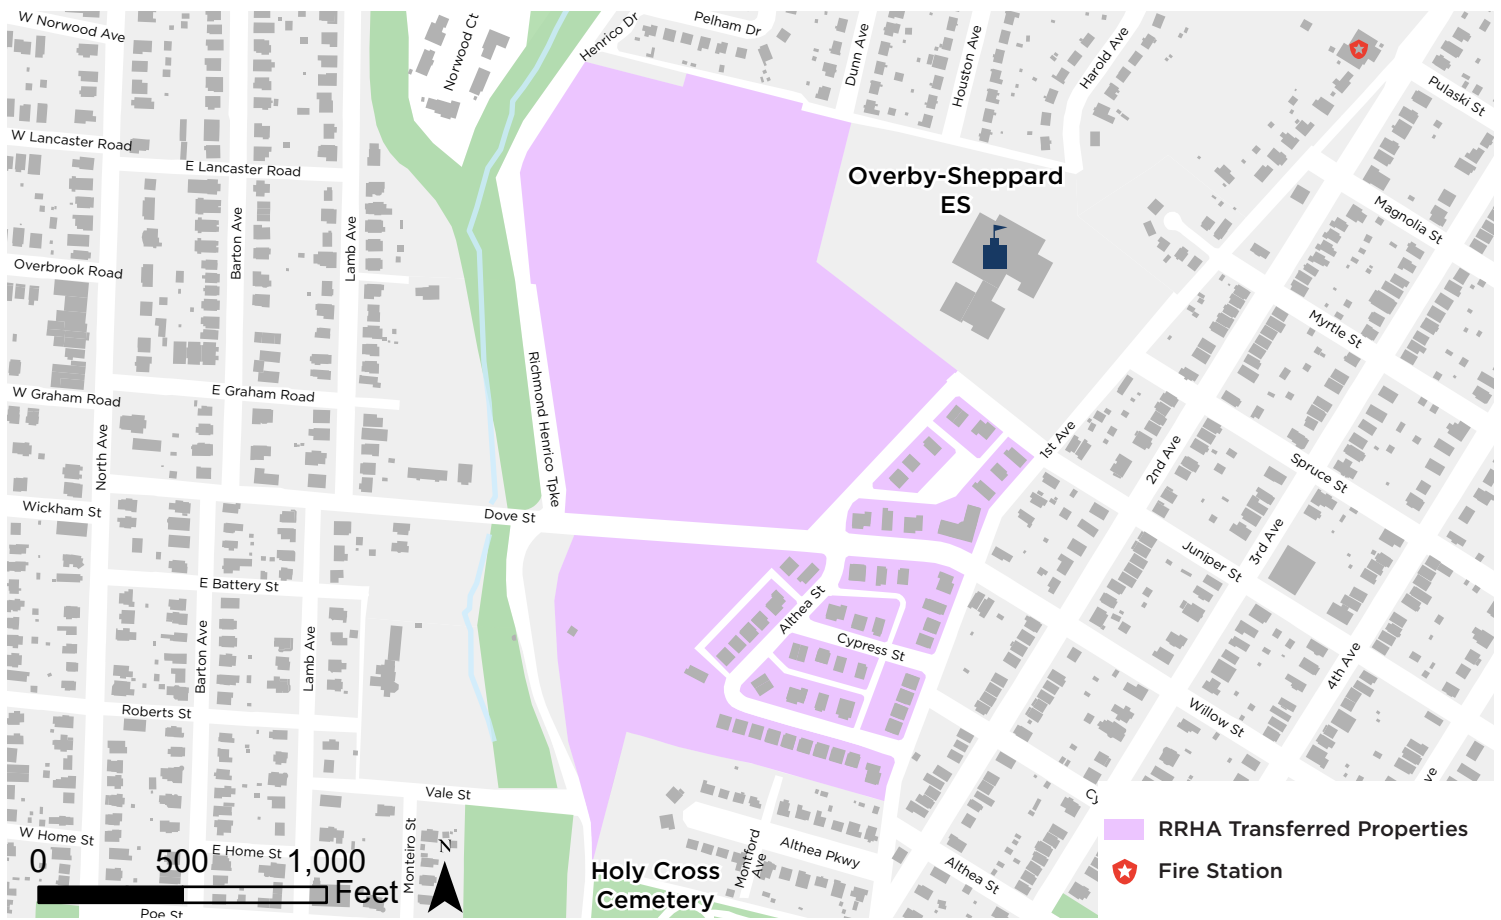 W Norwood Ave
Norwood Ct
Henrico Dr
Pelham Dr
Dunn Ave
Houston Ave
Harold Ave
Pulaski St
W Lancaster Road
E Lancaster Road
Overby-Sheppard
ES
Magnolia St
Barton Ave
Lamb Ave
Overbrook Road
Myrtle St
W Graham Road
E Graham Road
Richmond Henrico Tpke
North Ave
1st Ave
2nd Ave
Spruce St
Wickham St
Dove St
3rd Ave
Juniper St
E Battery St
Althea St
Cypress St
Barton Ave
Lamb Ave
4th Ave
Roberts St
Willow St
Vale St
Cy
ve
W Home St
E Home St
Monteiro St
N
Montford
Ave
Althea Pkwy
Althea St
RRHA Transferred Properties
Fire Station
0 500 1,000
Feet
Holy Cross
Cemetery
Poe St